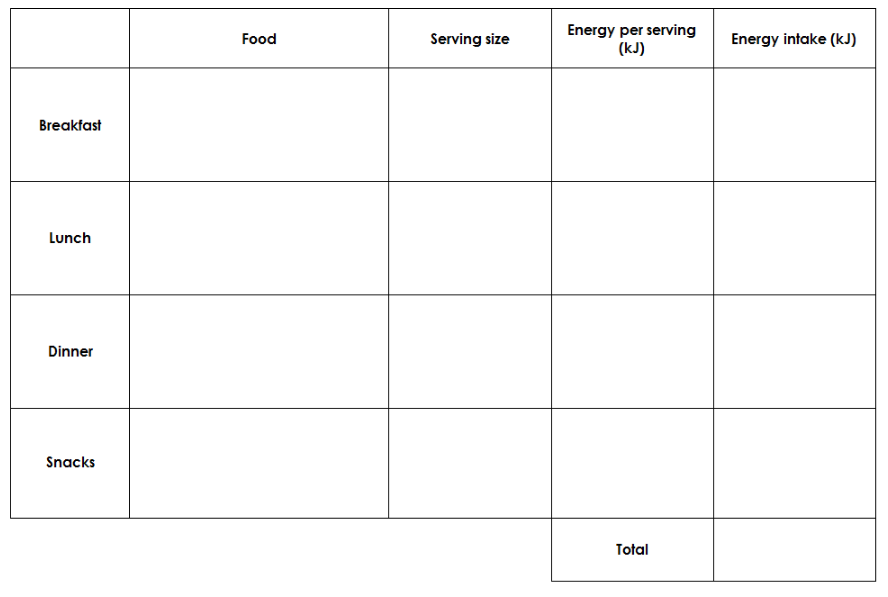 Food
Serving size
Energy per serving
(kJ)
Energy intake (kJ)
Breakfast
Lunch
Dinner
Snacks
Total